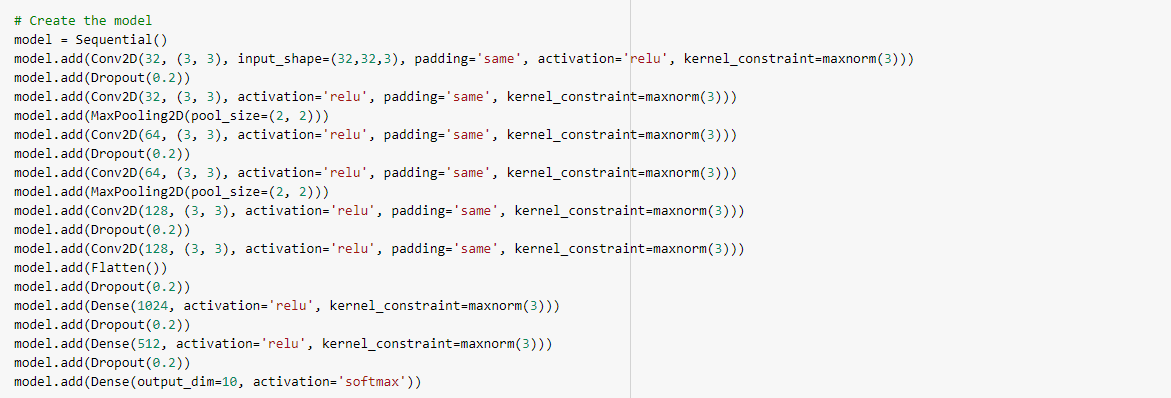 # Create the model
model = Sequential()
model.add(Conv2D(32, (3, 3), input_shape=(32,32,3), padding='same', activation='relu', kernel_constraint=maxnorm(3)))
model.add(Dropout(0.2))
model.add(Conv2D(32, (3, 3), activation='relu', padding='same', kernel_constraint=maxnorm(3)))
model.add(MaxPooling2D(pool_size=(2, 2)))
model.add(Conv2D(64, (3, 3), activation='relu', padding='same', kernel_constraint=maxnorm(3)))
model.add(Dropout(0.2))
model.add(Conv2D(64, (3, 3), activation='relu', padding='same', kernel_constraint=maxnorm(3)))
model.add(MaxPooling2D(pool_size=(2, 2)))
model.add(Conv2D(128, (3, 3), activation='relu', padding='same', kernel_constraint=maxnorm(3)))
model.add(Dropout(0.2))
model.add(Conv2D(128, (3, 3), activation='relu', padding='same', kernel_constraint=maxnorm(3)))
model.add(Flatten())
model.add(Dropout(0.2))
model.add(Dense(1024, activation='relu', kernel_constraint=maxnorm(3)))
model.add(Dropout(0.2))
model.add(Dense(512, activation='relu', kernel_constraint=maxnorm(3)))
model.add(Dropout(0.2))
model.add(Dense(output_dim=10, activation='softmax'))